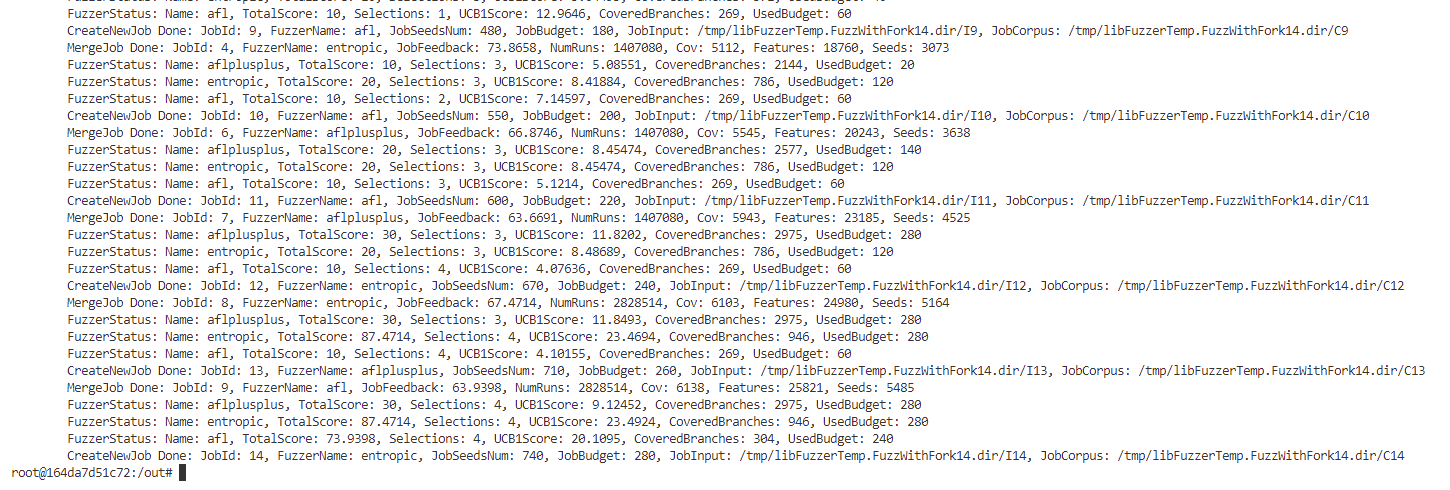 FuzzerStatus: Name: afl, TotalScore: 10, Selections: 1, UCB1Score: 12.9646, CoveredBranches: 269, UsedBudget: 60
CreateNewJob Done: JobId: 9, FuzzerName: afl, JobSeedsNum: 480, JobBudget: 180, JobInput: /tmp/libFuzzerTemp.FuzzWithFork14.dir/I9, JobCorpus: /tmp/libFuzzerTemp.FuzzWithFork14.dir/C9
MergeJob Done: JobId: 4, FuzzerName: entropic, JobFeedback: 73.8658, NumRuns: 1407080, Cov: 5112, Features: 18760, Seeds: 3073
FuzzerStatus: Name: aflplusplus, TotalScore: 10, Selections: 3, UCB1Score: 5.08551, CoveredBranches: 2144, UsedBudget: 20
FuzzerStatus: Name: entropic, TotalScore: 20, Selections: 3, UCB1Score: 8.41884, CoveredBranches: 786, UsedBudget: 120
FuzzerStatus: Name: afl, TotalScore: 10, Selections: 2, UCB1Score: 7.14597, CoveredBranches: 269, UsedBudget: 60
CreateNewJob Done: JobId: 10, FuzzerName: afl, JobSeedsNum: 550, JobBudget: 200, JobInput: /tmp/libFuzzerTemp.FuzzWithFork14.dir/I10, JobCorpus: /tmp/libFuzzerTemp.FuzzWithFork14.dir/C10
MergeJob Done: JobId: 6, FuzzerName: aflplusplus, JobFeedback: 66.8746, NumRuns: 1407080, Cov: 5545, Features: 20243, Seeds: 3638
FuzzerStatus: Name: aflplusplus, TotalScore: 20, Selections: 3, UCB1Score: 8.45474, CoveredBranches: 2577, UsedBudget: 140
FuzzerStatus: Name: entropic, TotalScore: 20, Selections: 3, UCB1Score: 8.45474, CoveredBranches: 786, UsedBudget: 120
FuzzerStatus: Name: afl, TotalScore: 10, Selections: 3, UCB1Score: 5.1214, CoveredBranches: 269, UsedBudget: 60
CreateNewJob Done: JobId: 11, FuzzerName: afl, JobSeedsNum: 600, JobBudget: 220, JobInput: /tmp/libFuzzerTemp.FuzzWithFork14.dir/I11, JobCorpus: /tmp/libFuzzerTemp.FuzzWithFork14.dir/C11
MergeJob Done: JobId: 7, FuzzerName: aflplusplus, JobFeedback: 63.6691, NumRuns: 1407080, Cov: 5943, Features: 23185, Seeds: 4525
FuzzerStatus: Name: aflplusplus, TotalScore: 30, Selections: 3, UCB1Score: 11.8202, CoveredBranches: 2975, UsedBudget: 280
FuzzerStatus: Name: entropic, TotalScore: 20, Selections: 3, UCB1Score: 8.48689, CoveredBranches: 786, UsedBudget: 120
FuzzerStatus: Name: afl, TotalScore: 10, Selections: 4, UCB1Score: 4.07636, CoveredBranches: 269, UsedBudget: 60
CreateNewJob Done: JobId: 12, FuzzerName: entropic, JobSeedsNum: 670, JobBudget: 240, JobInput: /tmp/libFuzzerTemp.FuzzWithFork14.dir/I12, JobCorpus: /tmp/libFuzzerTemp.FuzzWithFork14.dir/C12
MergeJob Done: JobId: 8, FuzzerName: entropic, JobFeedback: 67.4714, NumRuns: 2828514, Cov: 6103, Features: 24980, Seeds: 5164
FuzzerStatus: Name: aflplusplus, TotalScore: 30, Selections: 3, UCB1Score: 11.8493, CoveredBranches: 2975, UsedBudget: 280
FuzzerStatus: Name: entropic, TotalScore: 87.4714, Selections: 4, UCB1Score: 23.4694, CoveredBranches: 946, UsedBudget: 280
FuzzerStatus: Name: afl, TotalScore: 10, Selections: 4, UCB1Score: 4.10155, CoveredBranches: 269, UsedBudget: 60
CreateNewJob Done: JobId: 13, FuzzerName: aflplusplus, JobSeedsNum: 710, JobBudget: 260, JobInput: /tmp/libFuzzerTemp.FuzzWithFork14.dir/I13, JobCorpus: /tmp/libFuzzerTemp.FuzzWithFork14.dir/C13
MergeJob Done: JobId: 9, FuzzerName: afl, JobFeedback: 63.9398, NumRuns: 2828514, Cov: 6138, Features: 25821, Seeds: 5485
FuzzerStatus: Name: aflplusplus, TotalScore: 30, Selections: 4, UCB1Score: 9.12452, CoveredBranches: 2975, UsedBudget: 280
FuzzerStatus: Name: entropic, TotalScore: 87.4714, Selections: 4, UCB1Score: 23.4924, CoveredBranches: 946, UsedBudget: 280
FuzzerStatus: Name: afl, TotalScore: 73.9398, Selections: 4, UCB1Score: 20.1095, CoveredBranches: 304, UsedBudget: 240
CreateNewJob Done: JobId: 14, FuzzerName: entropic, JobSeedsNum: 740, JobBudget: 280, JobInput: /tmp/libFuzzerTemp.FuzzWithFork14.dir/I14, JobCorpus: /tmp/libFuzzerTemp.FuzzWithFork14.dir/C14
root@164da7d51c72:/out#